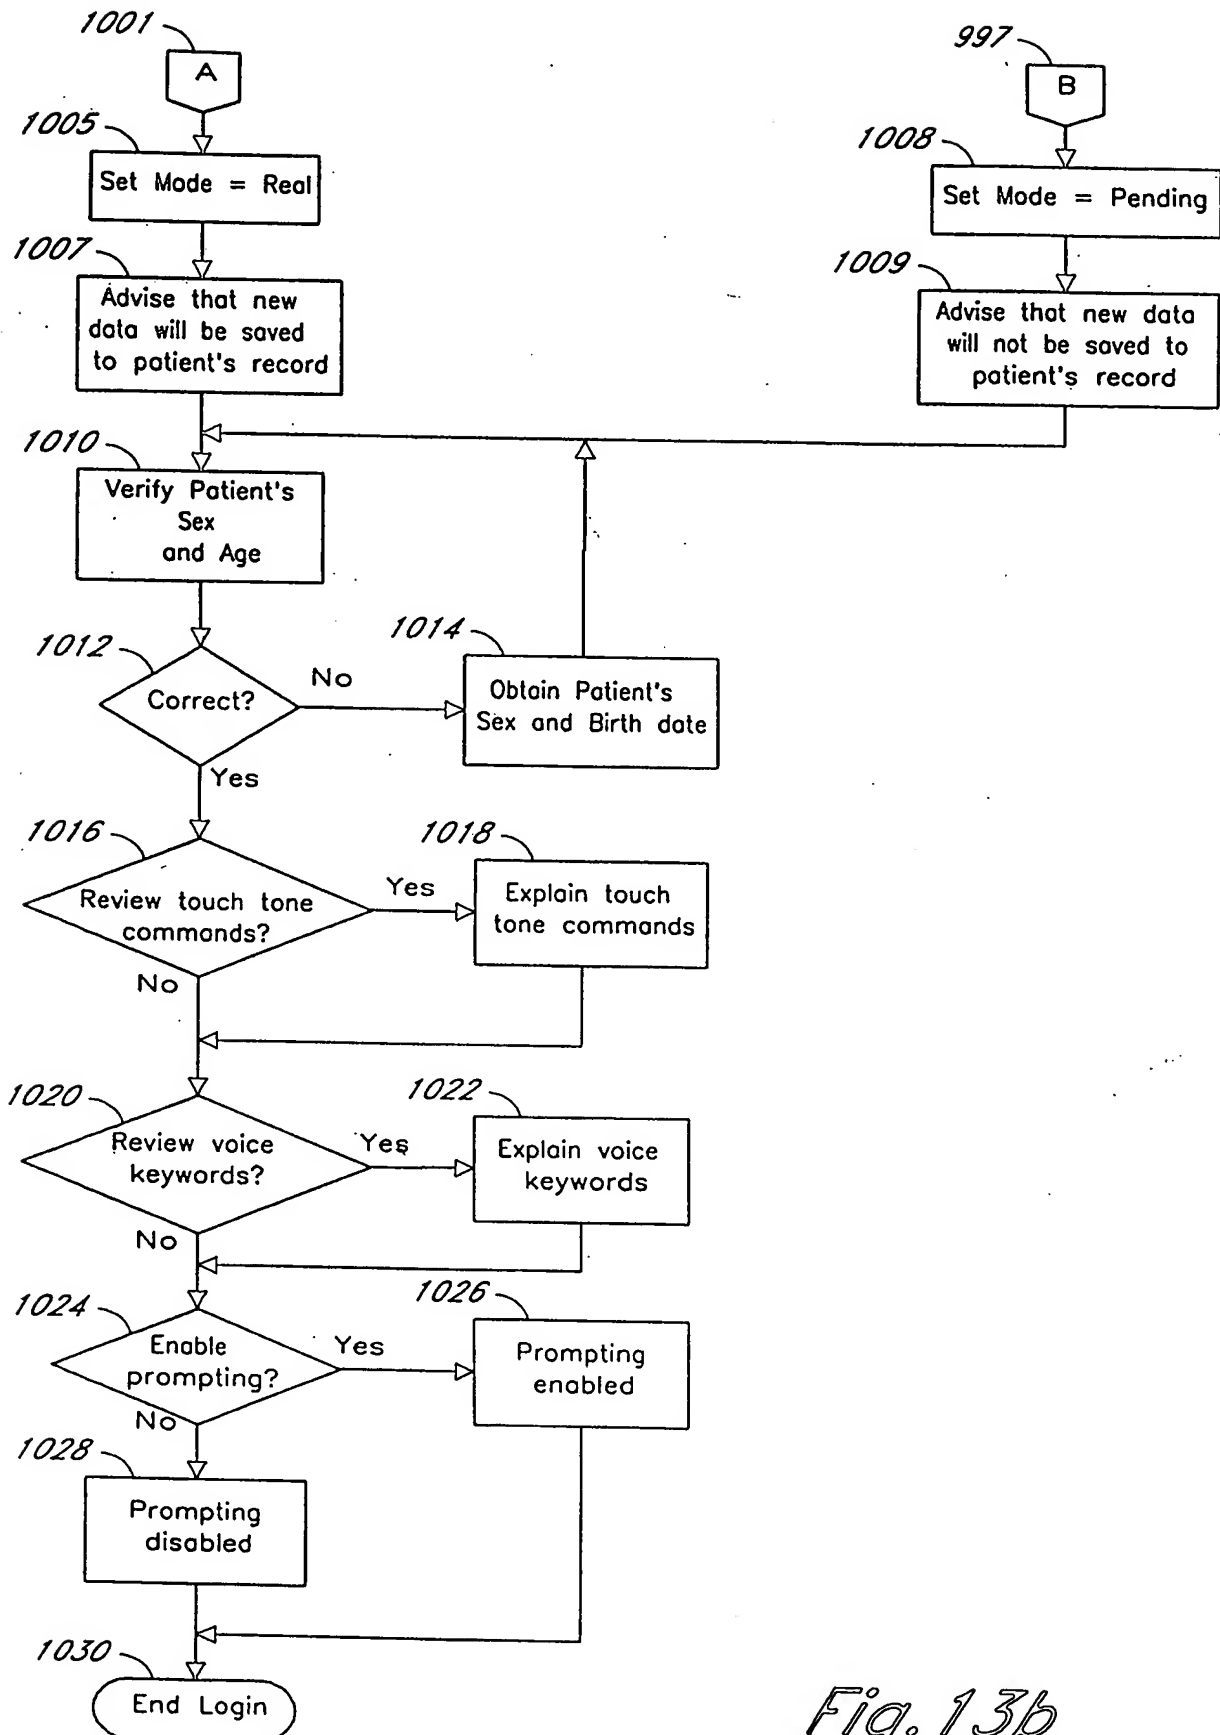 1001
A
997
B
1005
Set Mode = Real
1008
Set Mode = Pending
1007
Advise that new
data will be saved
to patient's record
1009
Advise that new data
will not be saved to
patient's record
1010
Verify Patient's
Sex
and Age
1012
Correct?
No
Yes
1014
Obtain Patient's
Sex and Birth date
1016
Review touch tone
commands?
Yes
No
1018
Explain touch
tone commands
1020
Review voice
keywords?
Yes
No
1022
Explain voice
keywords
1024
Enable
prompting?
Yes
No
1026
Prompting
enabled
1028
Prompting
disabled
1030
End Login
Fig. 13b